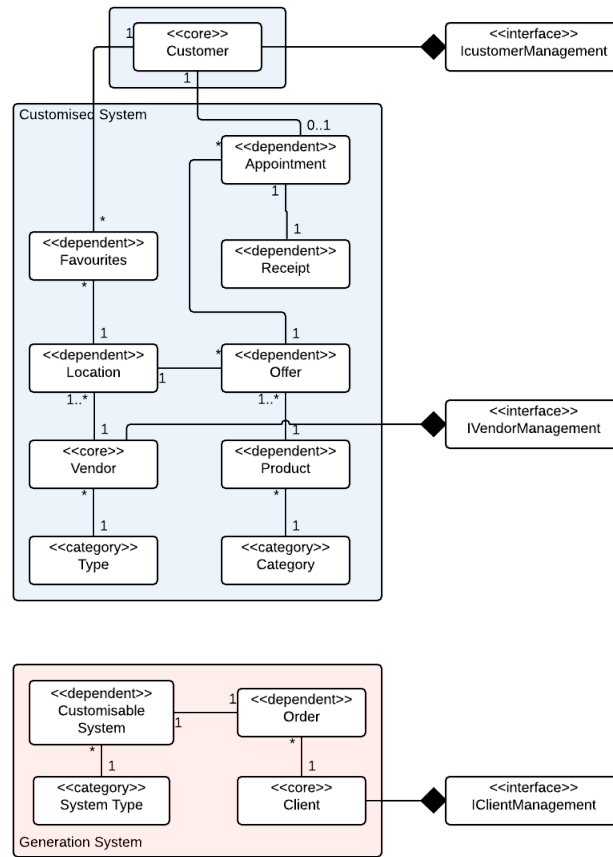 1
<<core>>
Customer
<<interface>>
IcustomerManagement
1
Customised System
0..1
*
<<dependent>>
Appointment
1
*
1
<<dependent>>
Favourites
<<dependent>>
Receipt
*
1
1
<<dependent>>
Location
*
1
<<dependent>>
Offer
1..*
1..*
<<interface>>
IVendorManagement
1
1
<<core>>
Vendor
<<dependent>>
Product
*
*
1
1
<<category>>
Type
<<category>>
Category
<<dependent>>
Customisable
System
1
1
<<dependent>>
Order
*
*
1
1
<<category>>
System Type
<<core>>
Client
<<interface>>
IClientManagement
Generation System